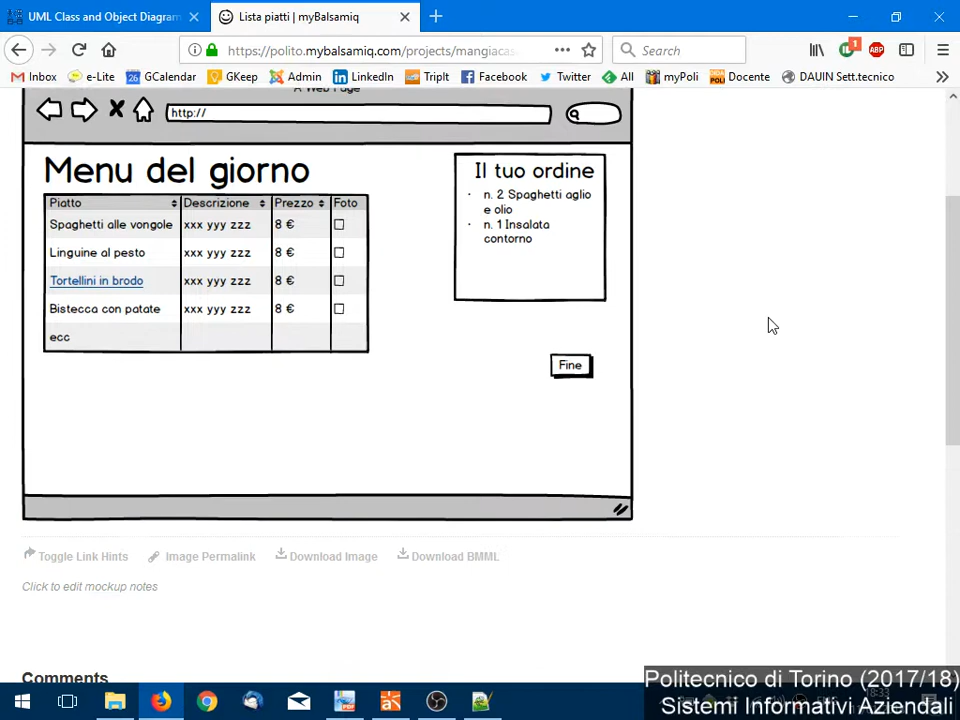 UML Class and Object Diagram
Lista piatti | myBalsamiq
https://polito.mybalsamiq.com/projects/mangiacas
Search
Inbox
e-Lite
GCalendar
GKeep
Admin
LinkedIn
TripIt
Facebook
Twitter
All
myPoli
Docente
DAUIN Sett.tecnico
A Web Page
http://
Menu del giorno
Piatto Descrizione Prezzo Foto
Spaghetti alle vongole xxx yyy zzz 8 €
Linguine al pesto xxx yyy zzz 8 €
Tortellini in brodo xxx yyy zzz 8 €
Bistecca con patate xxx yyy zzz 8 €
ecc
Il tuo ordine
· n. 2 Spaghetti aglio
e olio
· n. 1 Insalata
contorno
Fine
Toggle Link Hints
Image Permalink
Download Image
Download BMML
Click to edit mockup notes
Comments
Politecnico di Torino (2017/18)
8:33
Sistemi Informativi Aziendali